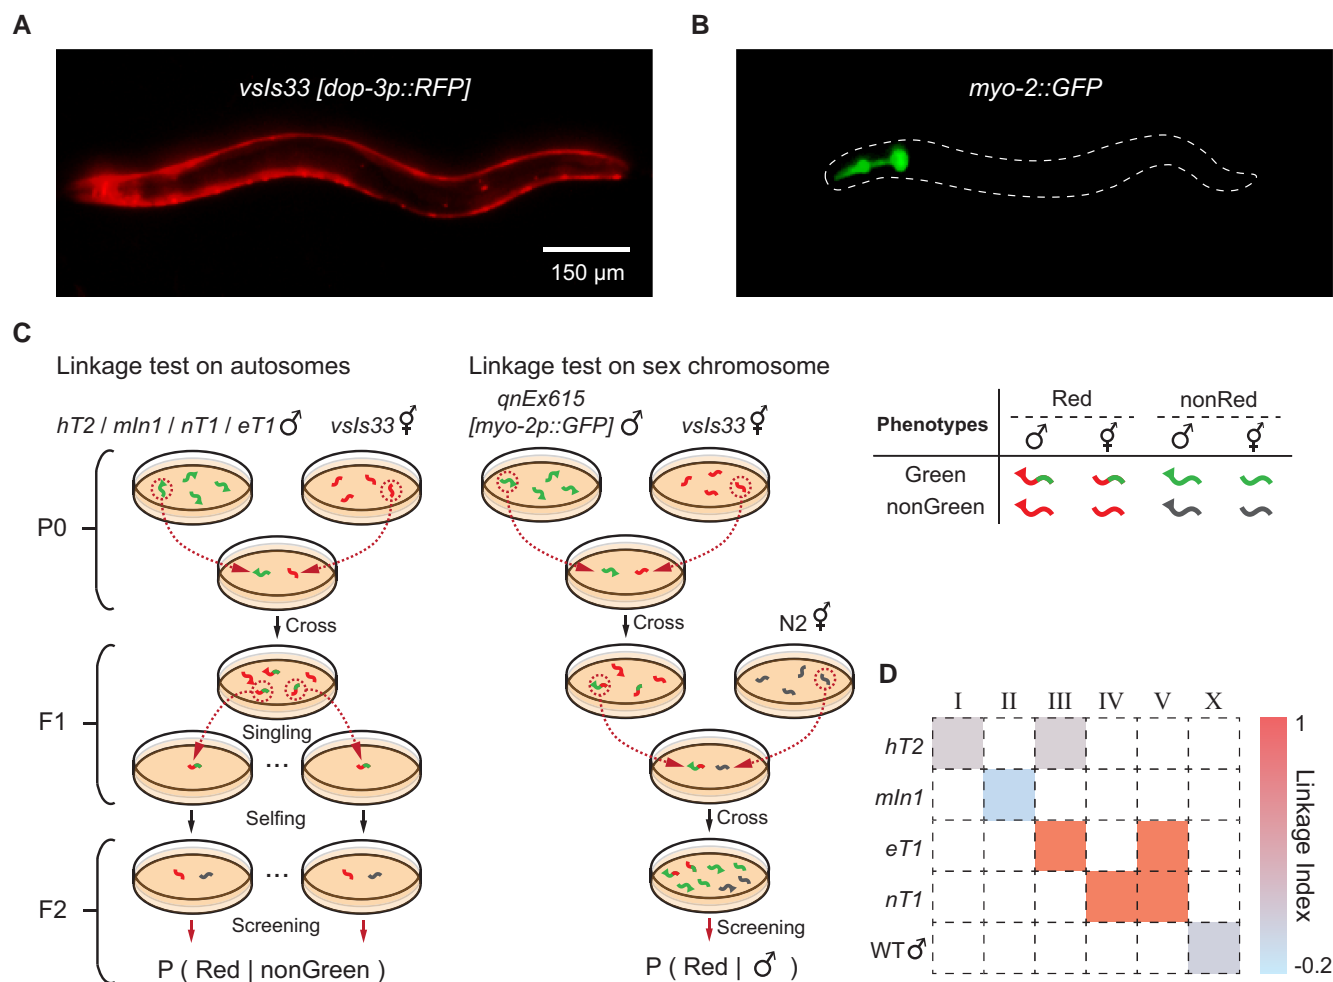 A
vsIs33 [dop-3p::RFP]
150 µm
B
myo-2::GFP
C
Linkage test on autosomes
hT2 / mIn1 / nT1 / eT1 ♂
vsIs33 ⚥
P0
Cross
F1
Singling
...
Selfing
F2
...
Screening
P ( Red | nonGreen )
Linkage test on sex chromosome
qnEx615
[myo-2p::GFP] ♂
vsIs33 ⚥
Cross
N2 ⚥
Cross
Screening
P ( Red | ♂ )
Red nonRed
Phenotypes ♂ ⚥ ♂ ⚥
Green
nonGreen
D
I II III IV V X
hT2
mIn1
eT1
nT1
WT ♂
1
Linkage Index
-0.2